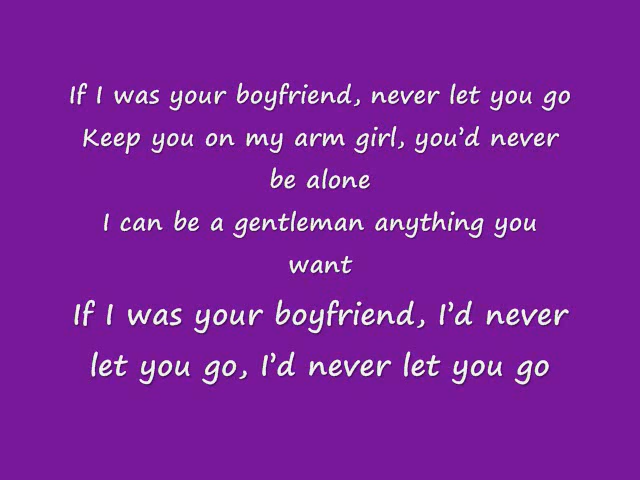 If I was your boyfriend, never let you go
Keep you on my arm girl, you'd never
be alone
I can be a gentleman anything you
want
If I was your boyfriend, I'd never
let you go, I'd never let you go